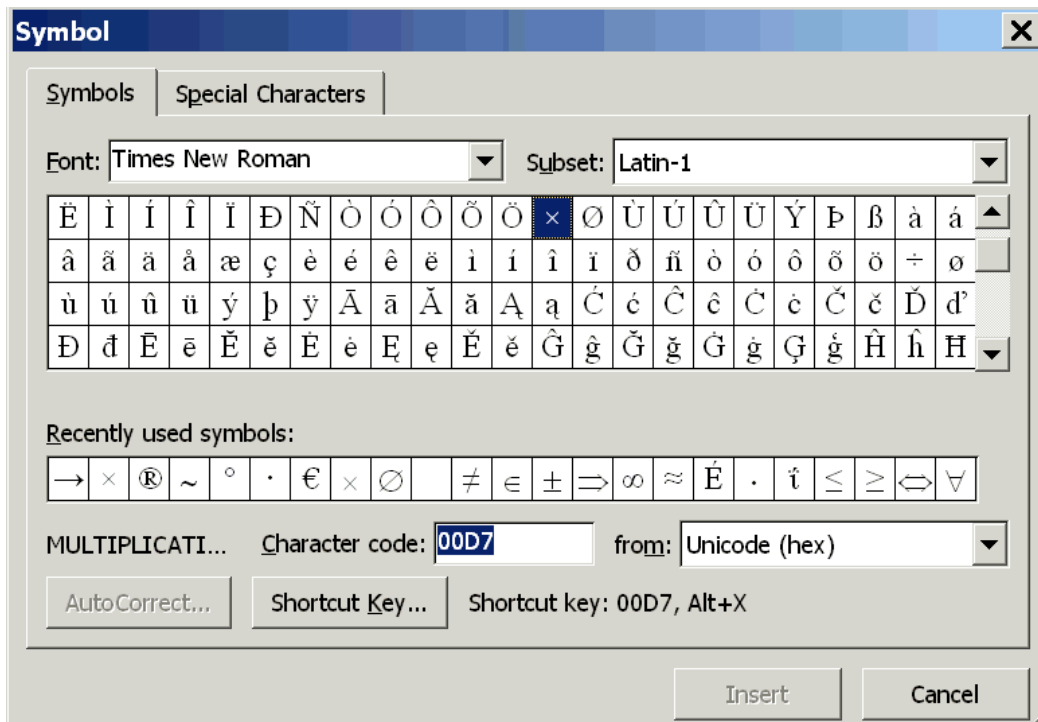 Symbol
Symbols Special Characters
Font: Times New Roman Subset: Latin-1
Ë Ì Í Î Ï Đ Ñ Ò Ó Ô Õ Ö × Ø Ù Ú Û Ü Ý Þ ß à á
â ã ä å æ ç è é ê ë ì í î ï ð ñ ò ó ô õ ö ÷ ø
ù ú û ü ý þ ÿ Ā ā Ă ă Ą ą Ć ć Ĉ ĉ Ċ ċ Č č Ď ď
Đ đ Ē ē Ĕ ĕ Ė ė Ę ę Ě ě Ĝ ĝ Ğ ğ Ġ ġ Ģ ģ Ĥ ĥ Ħ
Recently used symbols:
→ × ® ~ ° · € × ∅ ≠ ∈ ± ⇒ ∞ ≈ É . ΐ ≤ ≥ ⇔ ∀
MULTIPLICATI... Character code: 00D7 from: Unicode (hex)
AutoCorrect... Shortcut Key... Shortcut key: 00D7, Alt+X
Insert Cancel